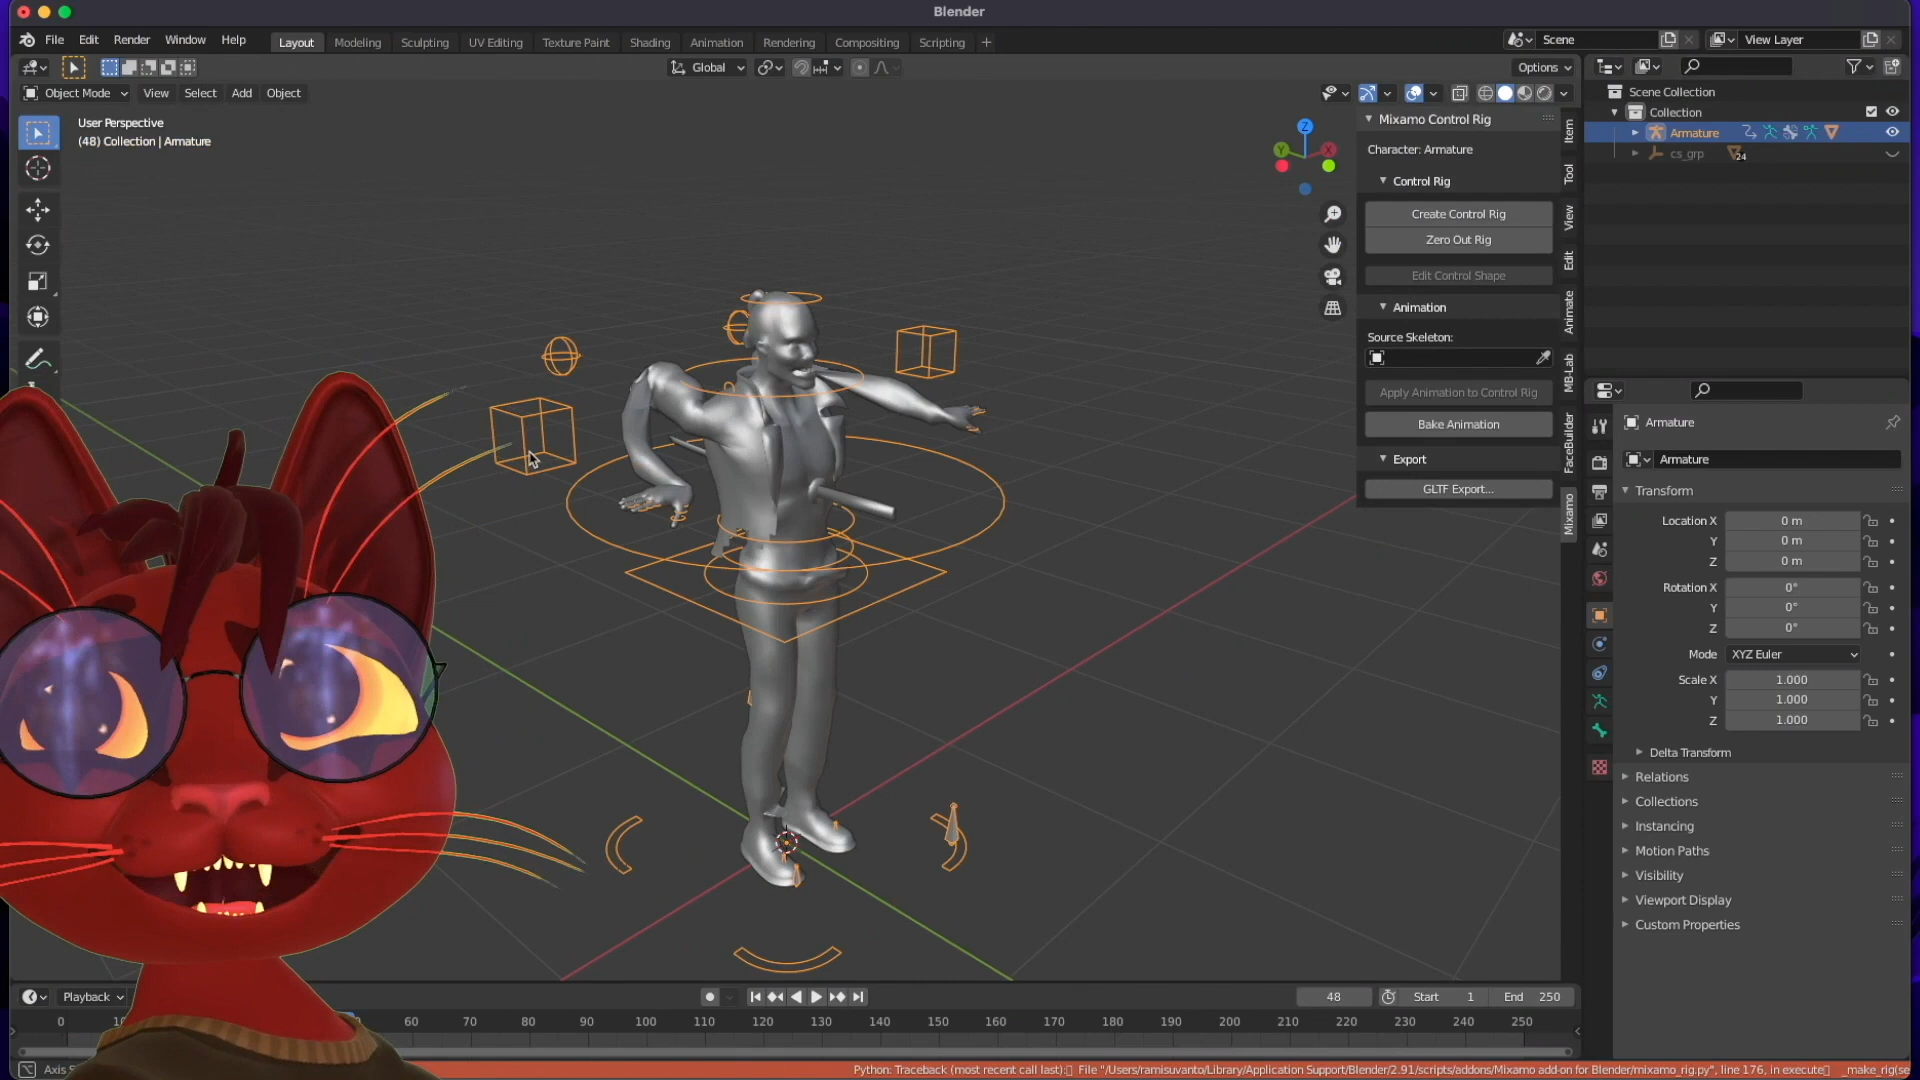 Blender
File Edit Render Window Help Layout Modeling Sculpting UV Editing Texture Paint Shading Animation Rendering Compositing Scripting + Scene View Layer
Global Options
Object Mode View Select Add Object
User Perspective
(48) Collection | Armature
Z
Y
X
Mixamo Control Rig
Character: Armature
Control Rig
Create Control Rig
Zero Out Rig
Edit Control Shape
Animation
Source Skeleton:
Apply Animation to Control Rig
Bake Animation
Export
GLTF Export...
Item
Tool
View
Edit
Animate
MB-Lab
FaceBuilder
Mixamo
Scene Collection
Collection
Armature
cs_grp 24
Armature
Armature
Transform
Location X 0 m
Y 0 m
Z 0 m
Rotation X 0°
Y 0°
Z 0°
Mode XYZ Euler
Scale X 1.000
Y 1.000
Z 1.000
Delta Transform
Relations
Collections
Instancing
Motion Paths
Visibility
Viewport Display
Custom Properties
Playback 48 Start 1 End 250
0 60 70 80 90 100 110 120 130 140 150 160 170 180 190 200 210 220 230 240 250
Python: Traceback (most recent call last): File "/Users/ramisuvanto/Library/Application Support/Blender/2.91/scripts/addons/Mixamo add-on for Blender/mixamo_rig.py", line 176, in execute _make_rig(se